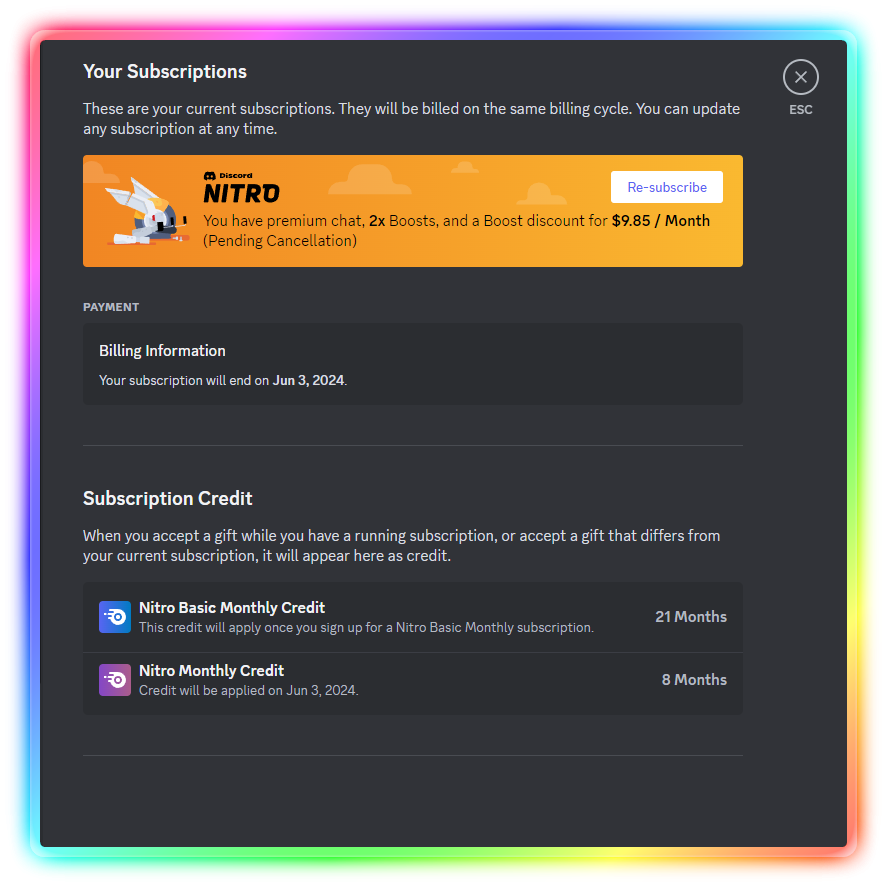 Your Subscriptions
ESC
These are your current subscriptions. They will be billed on the same billing cycle. You can update
any subscription at any time.
Discord
NITRO
Re-subscribe
You have premium chat, 2x Boosts, and a Boost discount for $9.85 / Month
(Pending Cancellation)
PAYMENT
Billing Information
Your subscription will end on Jun 3, 2024.
Subscription Credit
When you accept a gift while you have a running subscription, or accept a gift that differs from
your current subscription, it will appear here as credit.
Nitro Basic Monthly Credit
This credit will apply once you sign up for a Nitro Basic Monthly subscription.
21 Months
Nitro Monthly Credit
Credit will be applied on Jun 3, 2024.
8 Months